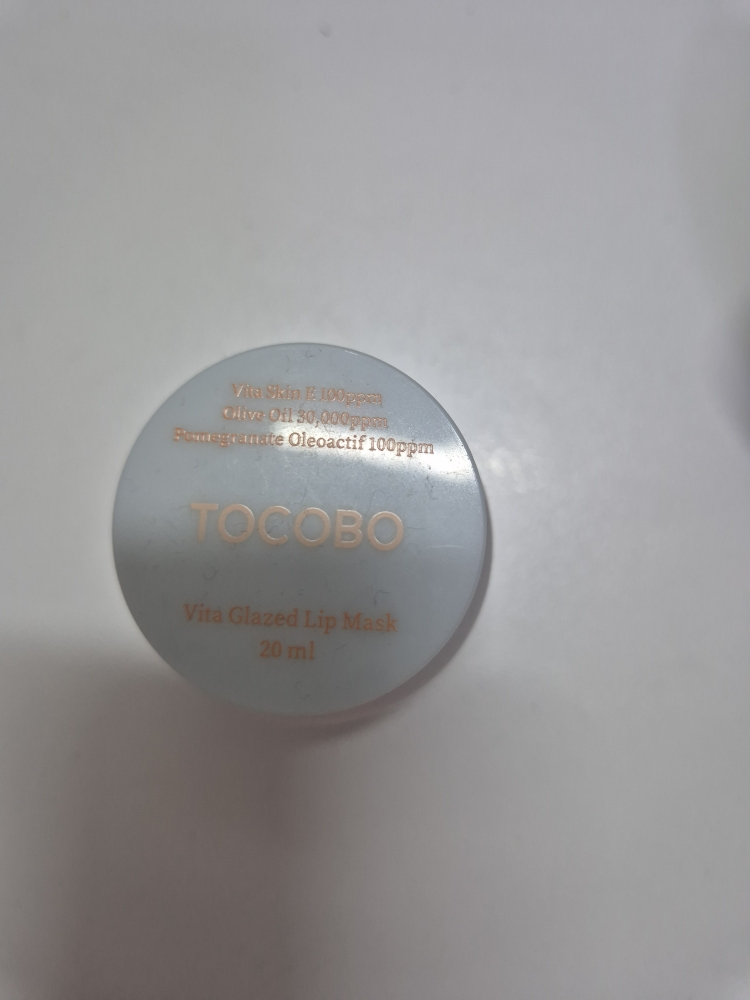 Vita Skin E 100ppm
Olive Oil 30,000ppm
Pomegranate Oleoactif 100ppm
TOCOBO
Vita Glazed Lip Mask
20 ml